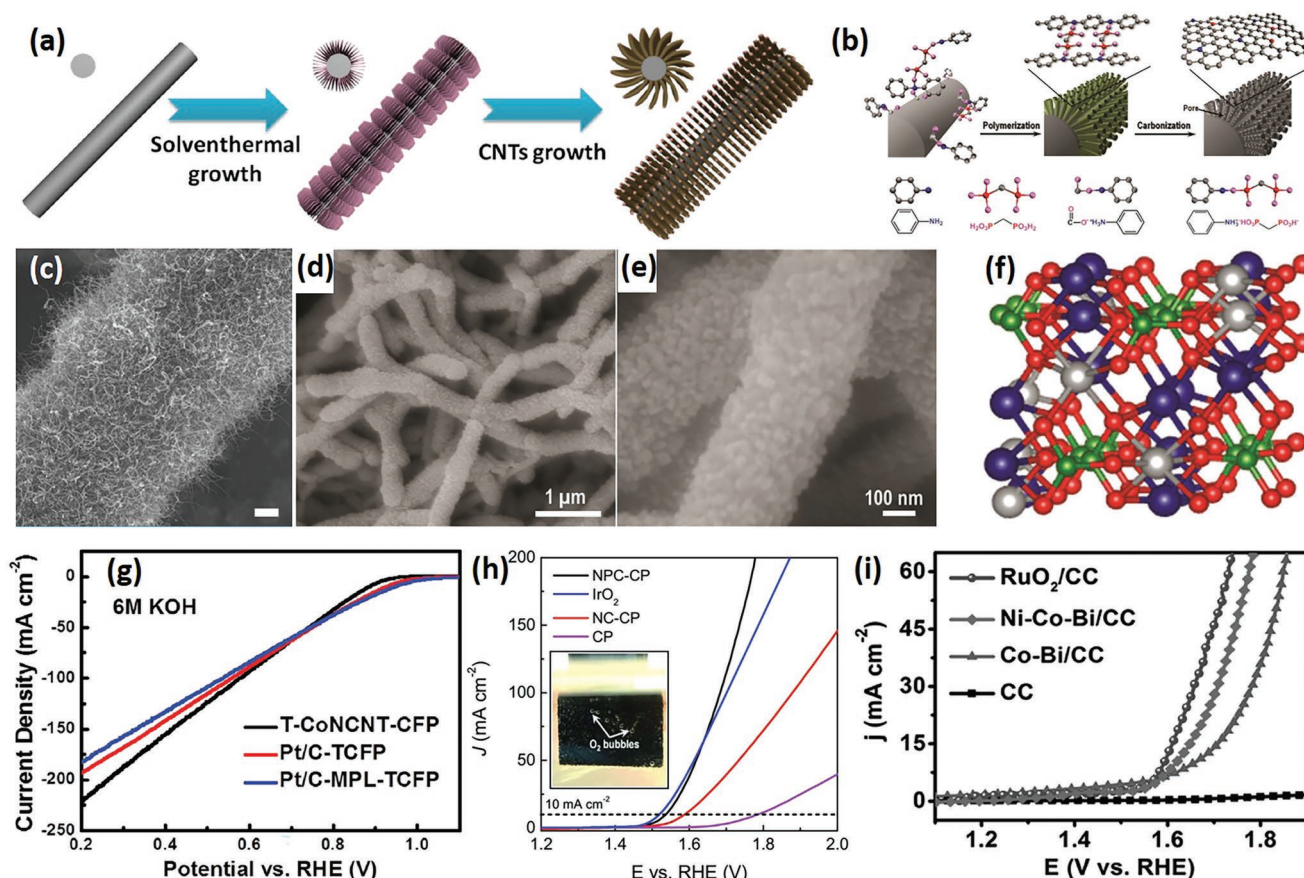 (a)
Solventhermal
growth
CNTs growth
(b)
Polymerization
Pore
Carbonization
NH₂
H₂O₃P PO₃H₂
(c)
(d)
1 μm
(e)
100 nm
(f)
(g)
6M KOH
T-CoNCNT-CFP
Pt/C-TCFP
Pt/C-MPL-TCFP
0
-50
-100
-150
-200
-250
0.2 0.4 0.6 0.8 1.0
Current Density (mA cm⁻²)
Potential vs. RHE (V)
(h)
NPC-CP
IrO₂
NC-CP
CP
O₂ bubbles
10 mA cm⁻²
200
150
100
50
0
1.2 1.4 1.6 1.8 2.0
J (mA cm⁻²)
E vs. RHE (V)
(i)
RuO₂/CC
Ni-Co-Bi/CC
Co-Bi/CC
CC
60
45
30
15
0
1.2 1.4 1.6 1.8
j (mA cm⁻²)
E (V vs. RHE)